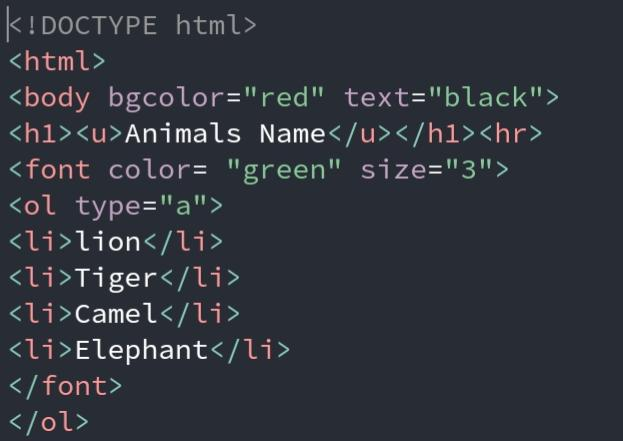 <!DOCTYPE html>
<html>
<body bgcolor="red" text="black">
<h1><u>Animals Name</u></h1><hr>
<font color= "green" size="3">
<ol type="a">
<li>lion</li>
<li>Tiger</li>
<li>Camel</li>
<li>Elephant</li>
</font>
</ol>